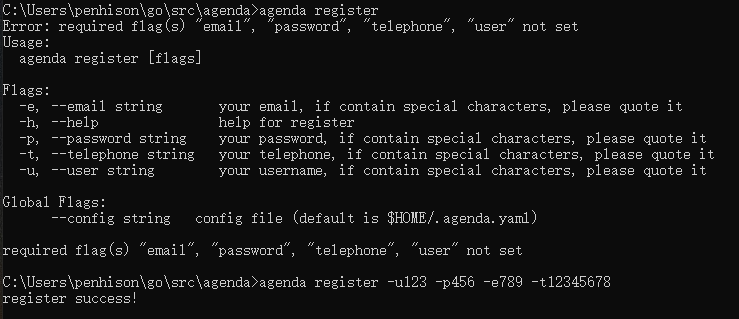 C:\Users\penhison\go\src\agenda>agenda register
Error: required flag(s) "email", "password", "telephone", "user" not set
Usage:
  agenda register [flags]

Flags:
  -e, --email string       your email, if contain special characters, please quote it
  -h, --help               help for register
  -p, --password string    your password, if contain special characters, please quote it
  -t, --telephone string   your telephone, if contain special characters, please quote it
  -u, --user string        your username, if contain special characters, please quote it

Global Flags:
      --config string   config file (default is $HOME/.agenda.yaml)

required flag(s) "email", "password", "telephone", "user" not set

C:\Users\penhison\go\src\agenda>agenda register -u123 -p456 -e789 -t12345678
register success!